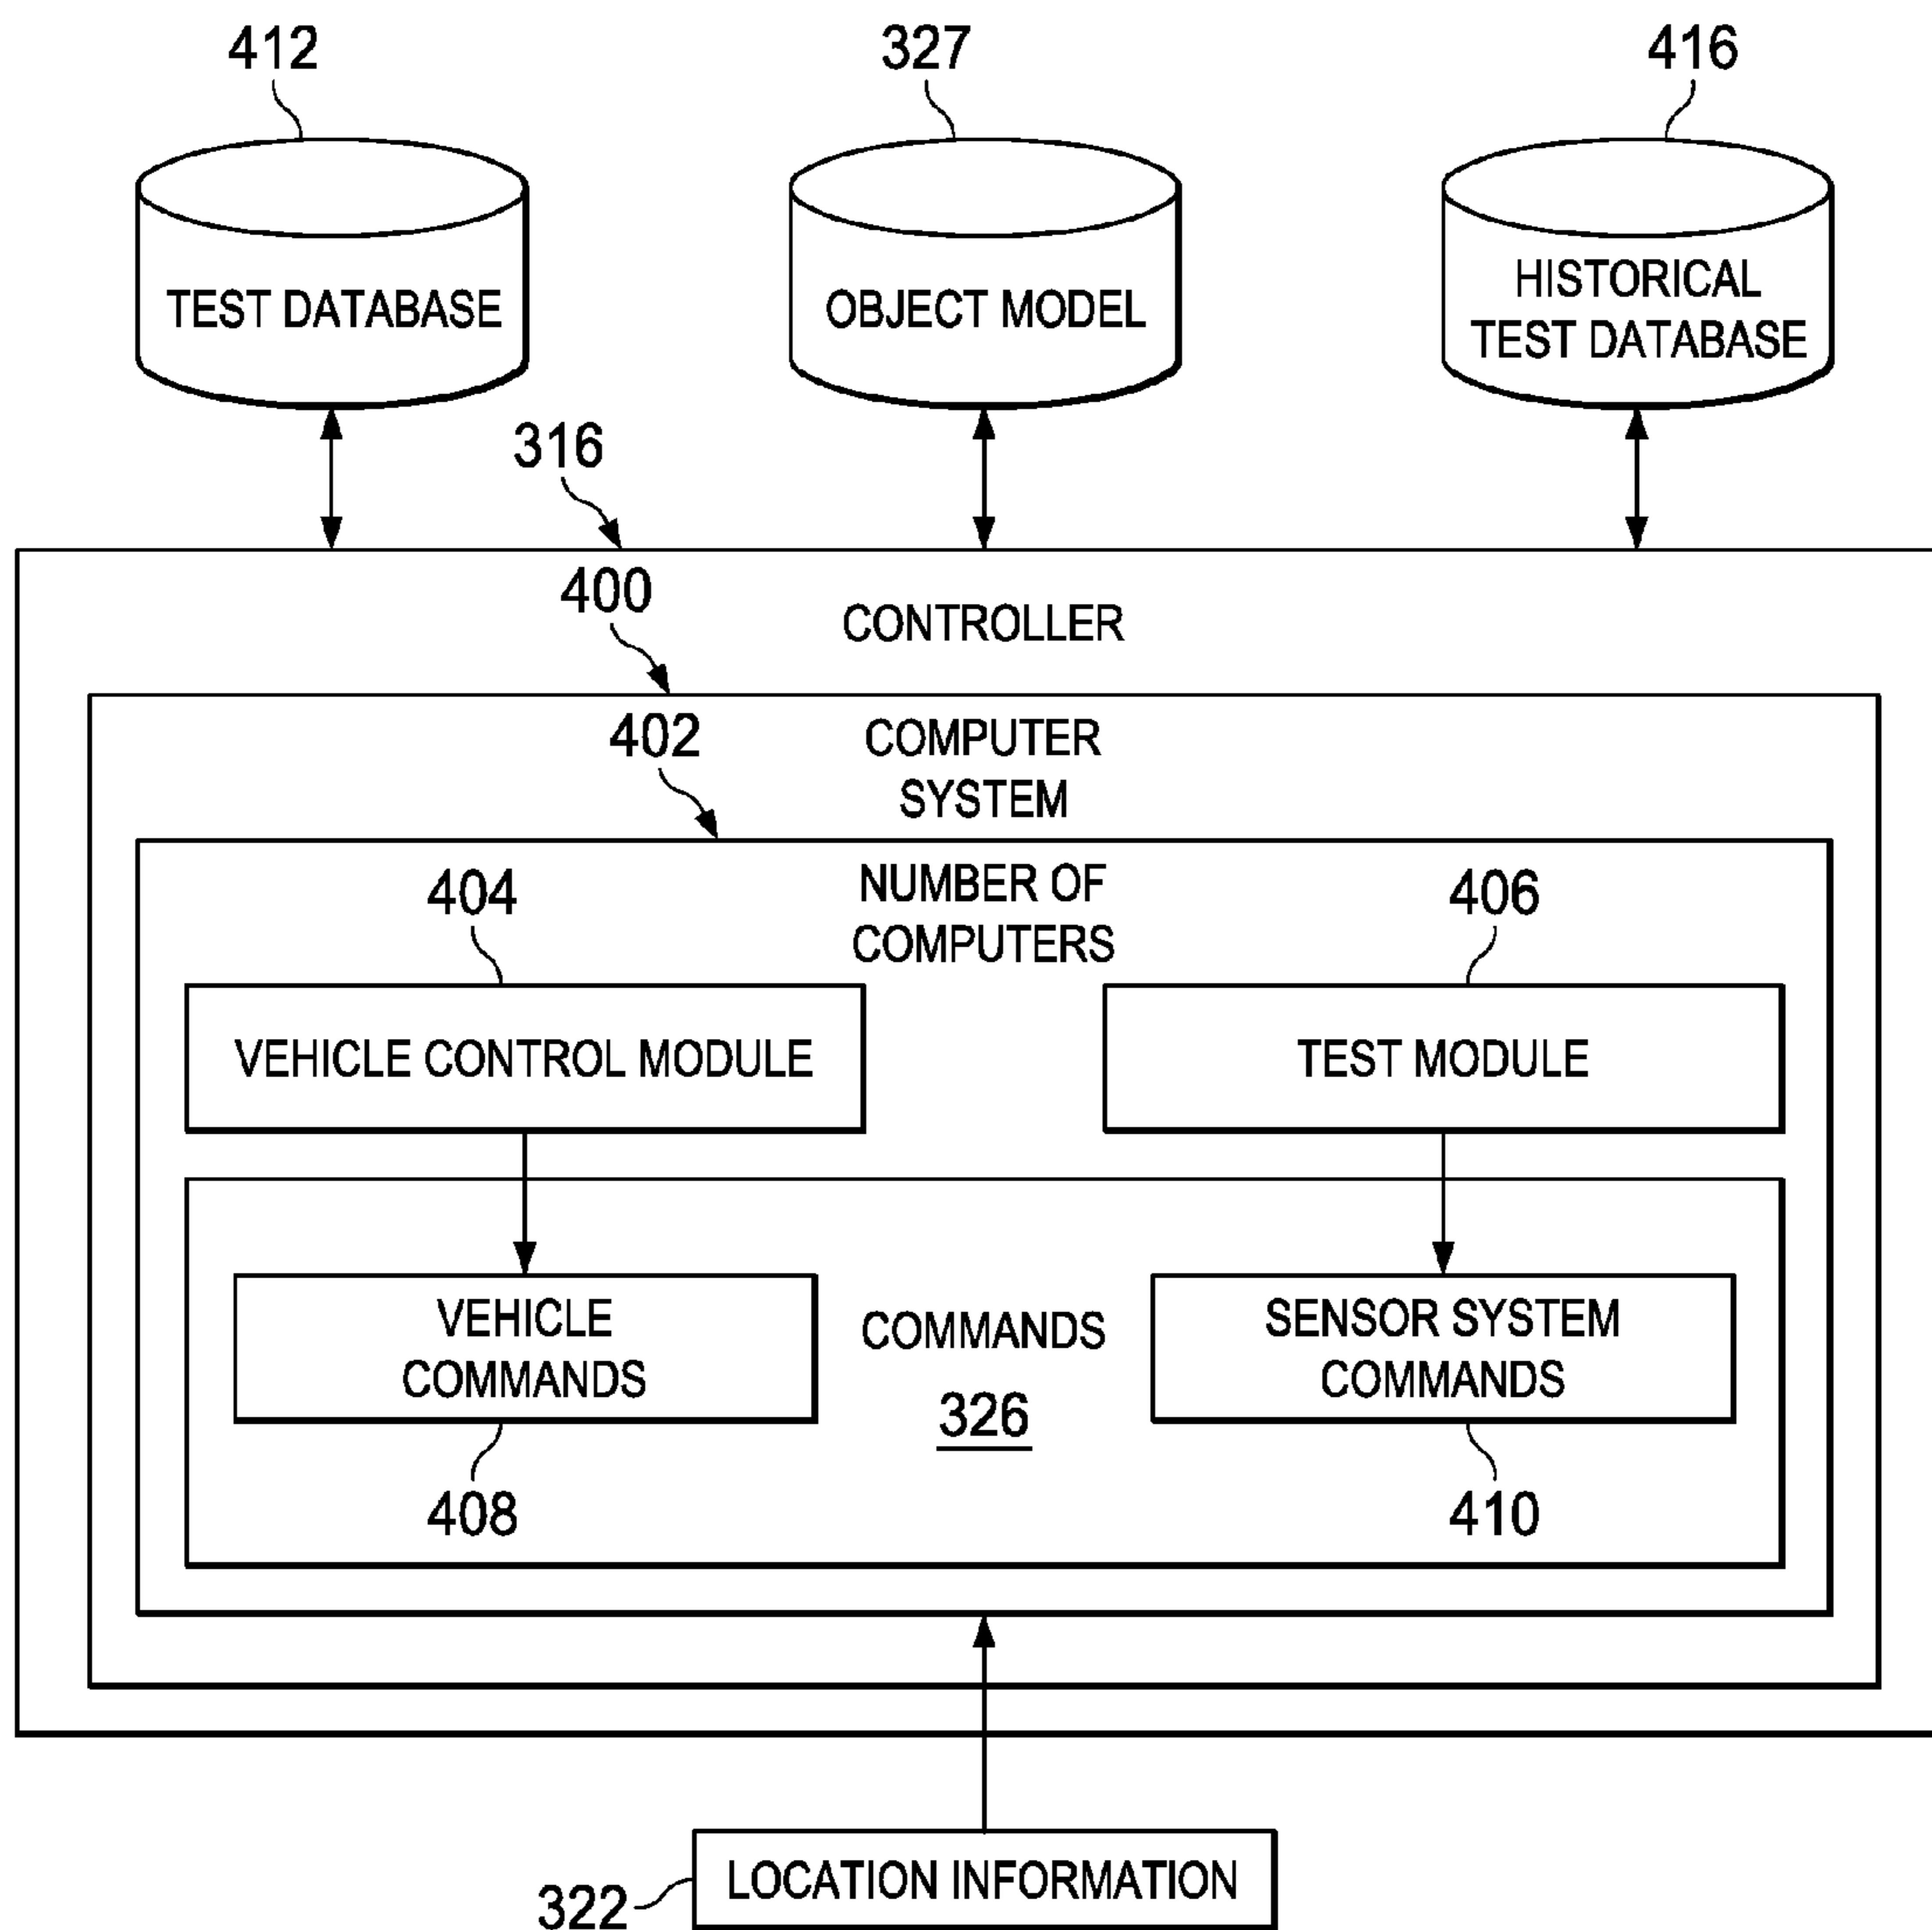 412
327
416
TEST DATABASE
OBJECT MODEL
HISTORICAL
TEST DATABASE
316
400
CONTROLLER
402
COMPUTER
SYSTEM
404
NUMBER OF
COMPUTERS
406
VEHICLE CONTROL MODULE
TEST MODULE
VEHICLE
COMMANDS
COMMANDS
326
SENSOR SYSTEM
COMMANDS
408
410
322
LOCATION INFORMATION